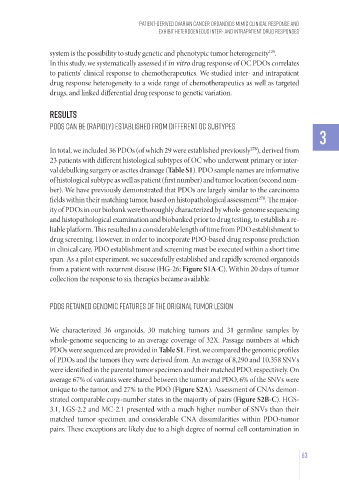 PATIENT-DERIVED OVARIAN CANCER ORGANOIDS MIMIC CLINICAL RESPONSE AND
EXHIBIT HETEROGENEOUS INTER- AND INTRAPATIENT DRUG RESPONSES
system is the possibility to study genetic and phenotypic tumor heterogeneity
In this study, we systematically assessed if in vitro drug response of OC PDOs correlates
to patients' clinical response to chemotherapeutics. We studied inter- and intrapatient
drug response heterogeneity to a wide range of chemotherapeutics as well as targeted
drugs, and linked differential drug response to genetic variation.
RESULTS
PDOS CAN BE (RAPIDLY) ESTABLISHED FROM DIFFERENT OC SUBTYPES
3
In total, we included 36 PDOs (of which 29 were established previously), derived from
23 patients with different histological subtypes of OC who underwent primary or inter-
val debulking surgery or ascites drainage (Table S1). PDO sample names are informative
of histological subtype as well as patient (first number) and tumor location (second num-
ber). We have previously demonstrated that PDOs are largely similar to the carcinoma
fields within their matching tumor, based on histopathological assessment. The major-
ity of PDOs in our biobank were thoroughly characterized by whole-genome sequencing
and histopathological examination and biobanked prior to drug testing, to establish a re-
liable platform. This resulted in a considerable length of time from PDO establishment to
drug screening. However, in order to incorporate PDO-based drug response prediction
in clinical care, PDO establishment and screening must be executed within a short time
span. As a pilot experiment, we successfully established and rapidly screened organoids
from a patient with recurrent disease (HG-26; Figure S1A-C). Within 20 days of tumor
collection the response to six therapies became available.
PDOS RETAINED GENOMIC FEATURES OF THE ORIGINAL TUMOR LESION
We characterized 36 organoids, 30 matching tumors and 31 germline samples by
whole-genome sequencing to an average coverage of 32X. Passage numbers at which
PDOs were sequenced are provided in Table S1. First, we compared the genomic profiles
of PDOs and the tumors they were derived from. An average of 8,290 and 10,358 SNVs
were identified in the parental tumor specimen and their matched PDO, respectively. On
average 67% of variants were shared between the tumor and PDO, 6% of the SNVs were
unique to the tumor, and 27% to the PDO (Figure S2A). Assessment of CNAs demon-
strated comparable copy-number states in the majority of pairs (Figure S2B-C). HGS-
3.1, LGS-2.2 and MC-2.1 presented with a much higher number of SNVs than their
matched tumor specimen and considerable CNA dissimilarities within PDO-tumor
pairs. These exceptions are likely due to a high degree of normal cell contamination in
63